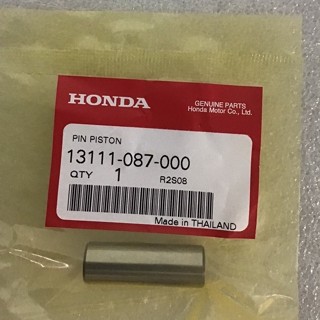 HONDA
GENUINE PARTS
Honda Motor Co., Ltd.
PIN PISTON
13111-087-000
QTY 1 R2S08
Made in THAILAND